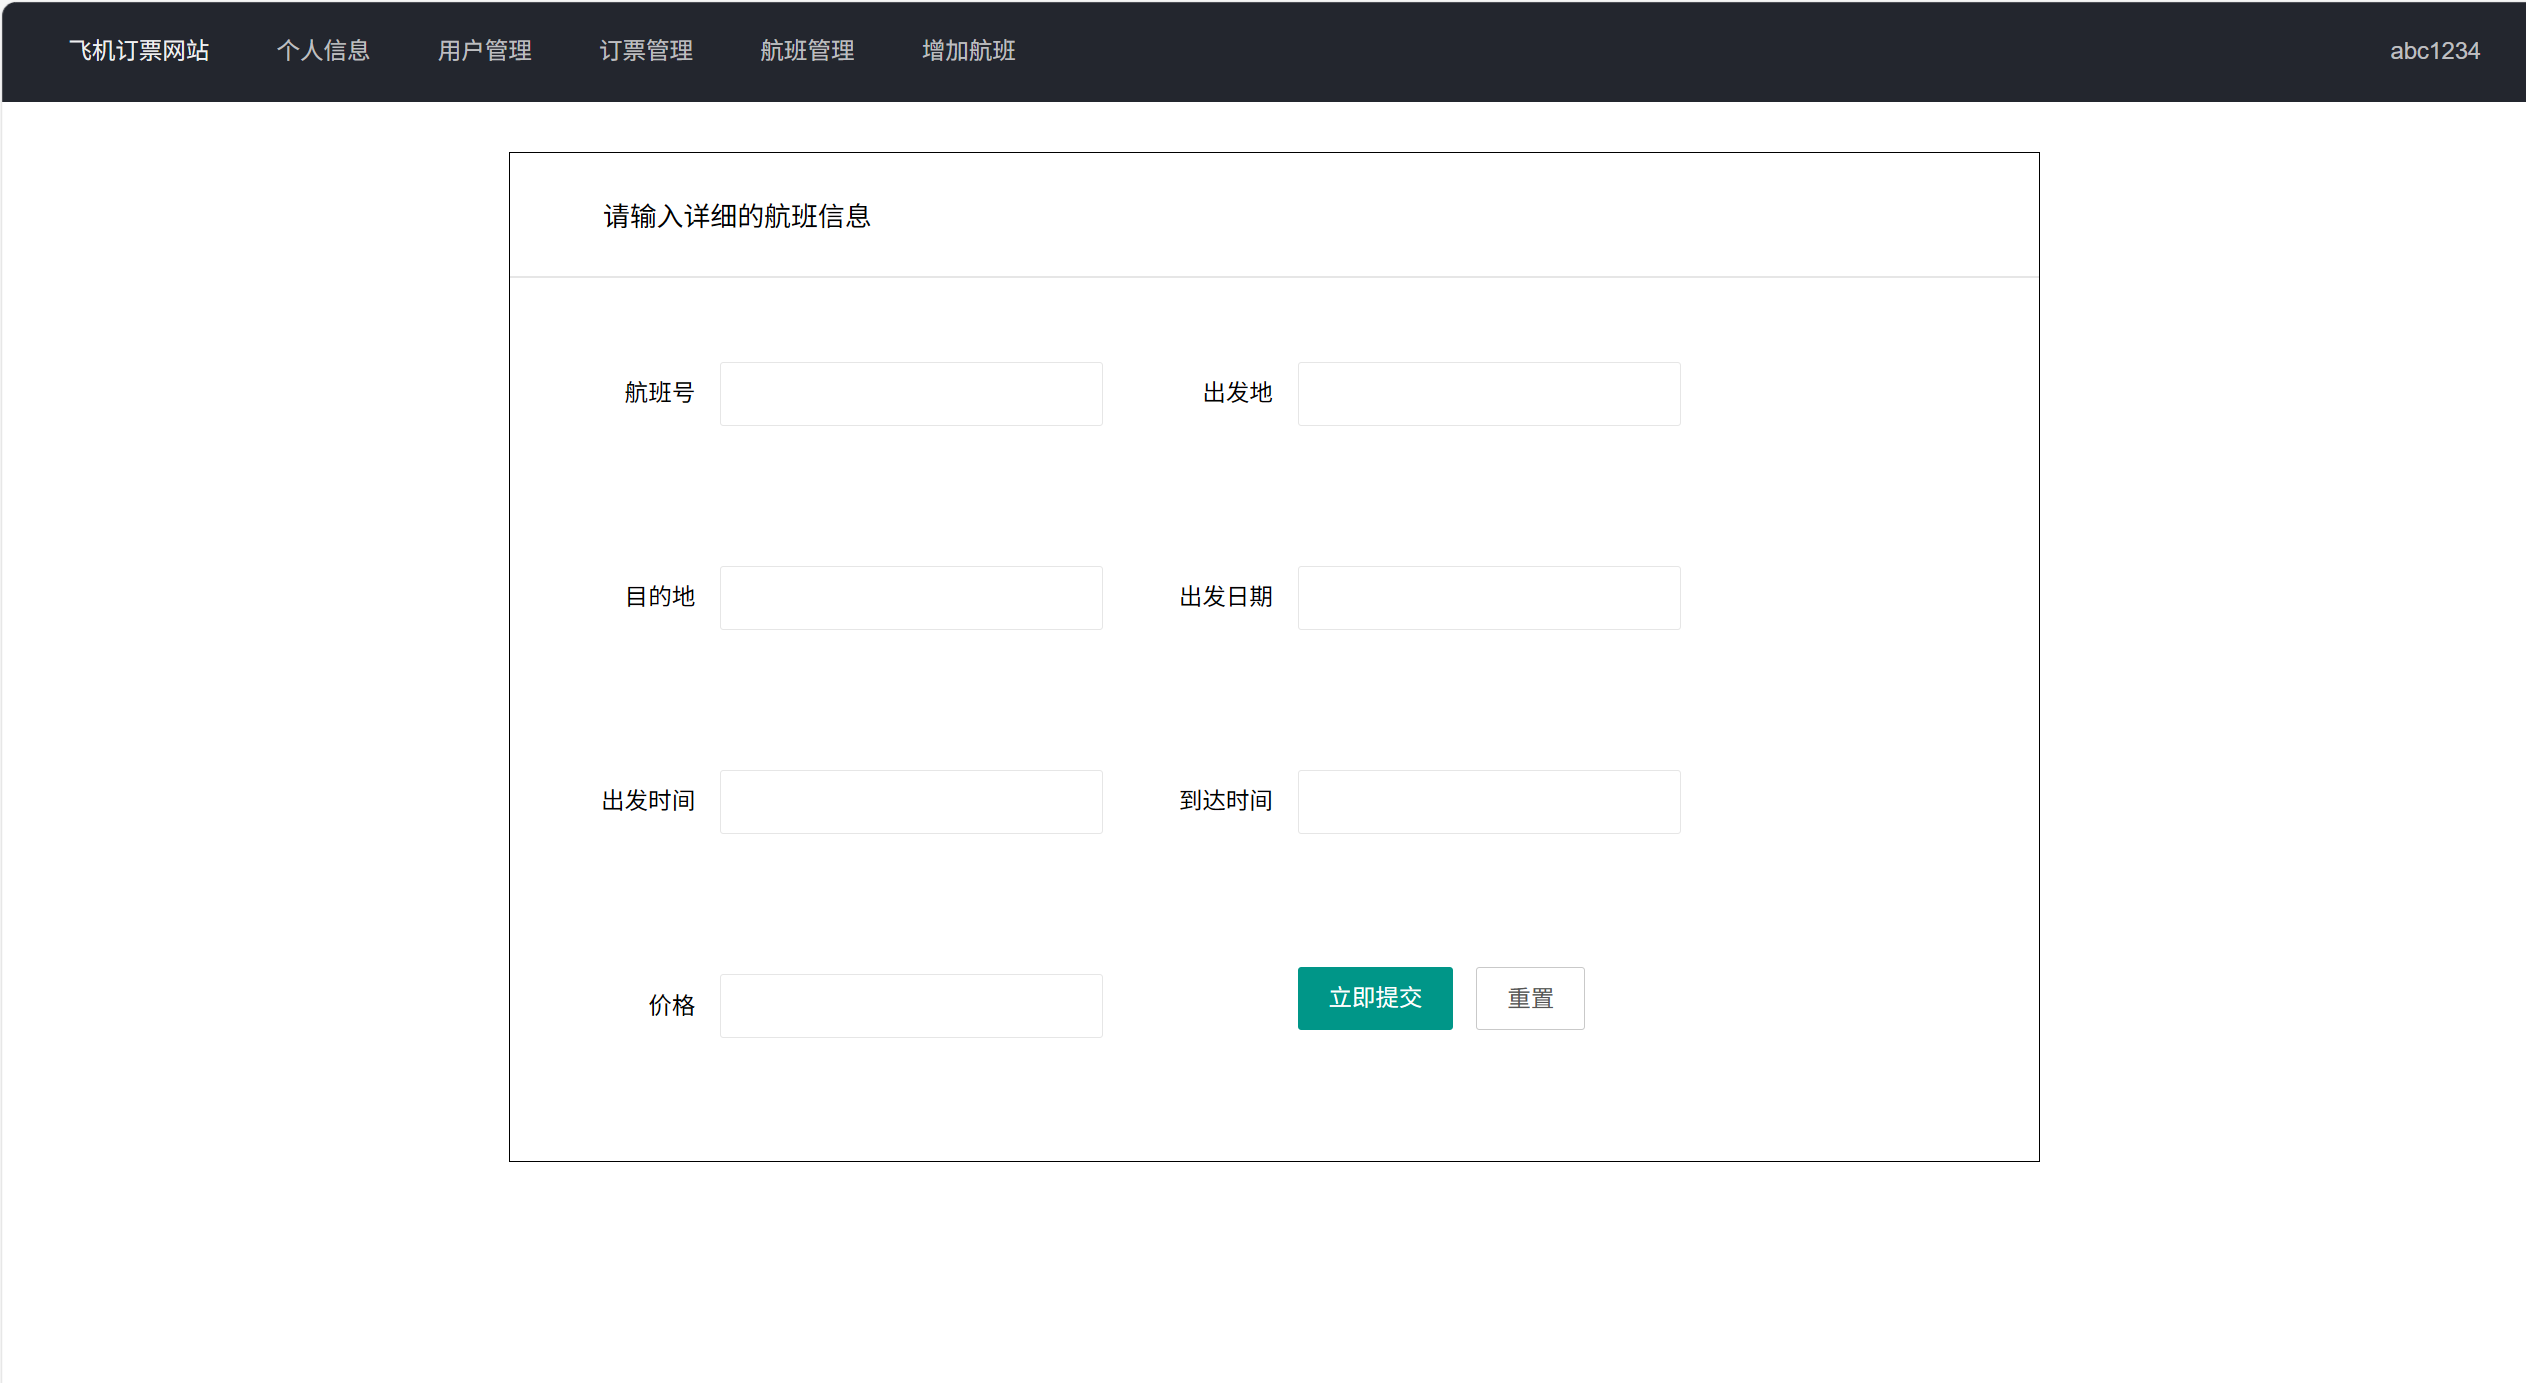 飞机订票网站 个人信息 用户管理 订票管理 航班管理 增加航班 abc1234
请输入详细的航班信息
航班号 出发地
目的地 出发日期
出发时间 到达时间
价格 立即提交 重置